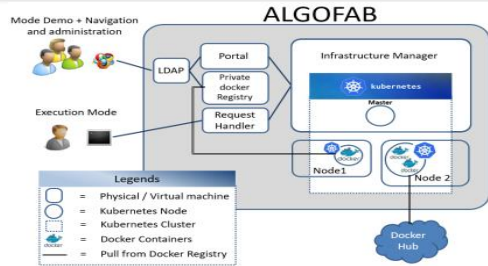 ALGOFAB
Mode Demo + Navigation
and administration
LDAP
Portal
Private
docker
Registry
Request
Handler
Infrastructure Manager
kubernetes
Master
Execution Mode
docker
Node1
docker
docker
Node 2
Docker
Hub
Legends
= Physical / Virtual machine
= Kubernetes Node
= Kubernetes Cluster
docker = Docker Containers
= Pull from Docker Registry